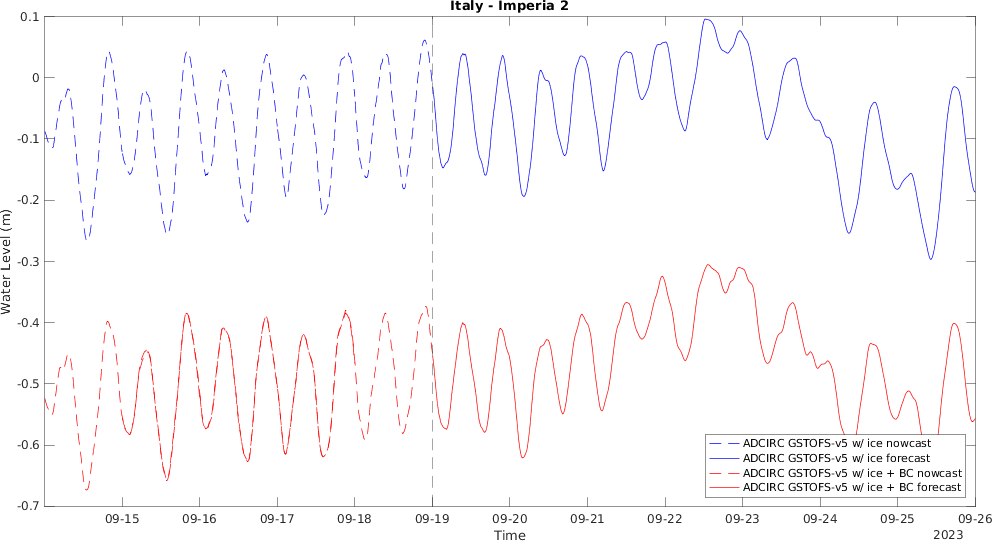 Italy - Imperia 2
0.1
0
-0.1
-0.2
-0.3
-0.4
-0.5
-0.6
-0.7
Water Level (m)
09-15 09-16 09-17 09-18 09-19 09-20 09-21 09-22 09-23 09-24 09-25 09-26
Time
2023
ADCIRC GSTOFS-v5 w/ ice nowcast
ADCIRC GSTOFS-v5 w/ ice forecast
ADCIRC GSTOFS-v5 w/ ice + BC nowcast
ADCIRC GSTOFS-v5 w/ ice + BC forecast